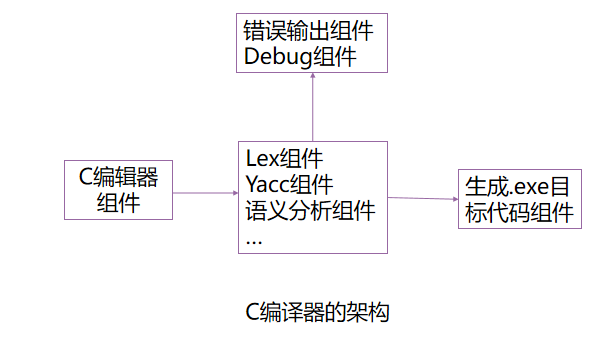 错误输出组件
Debug组件
C编辑器
组件
Lex组件
Yacc组件
语义分析组件
...
生成.exe目
标代码组件
C编译器的架构